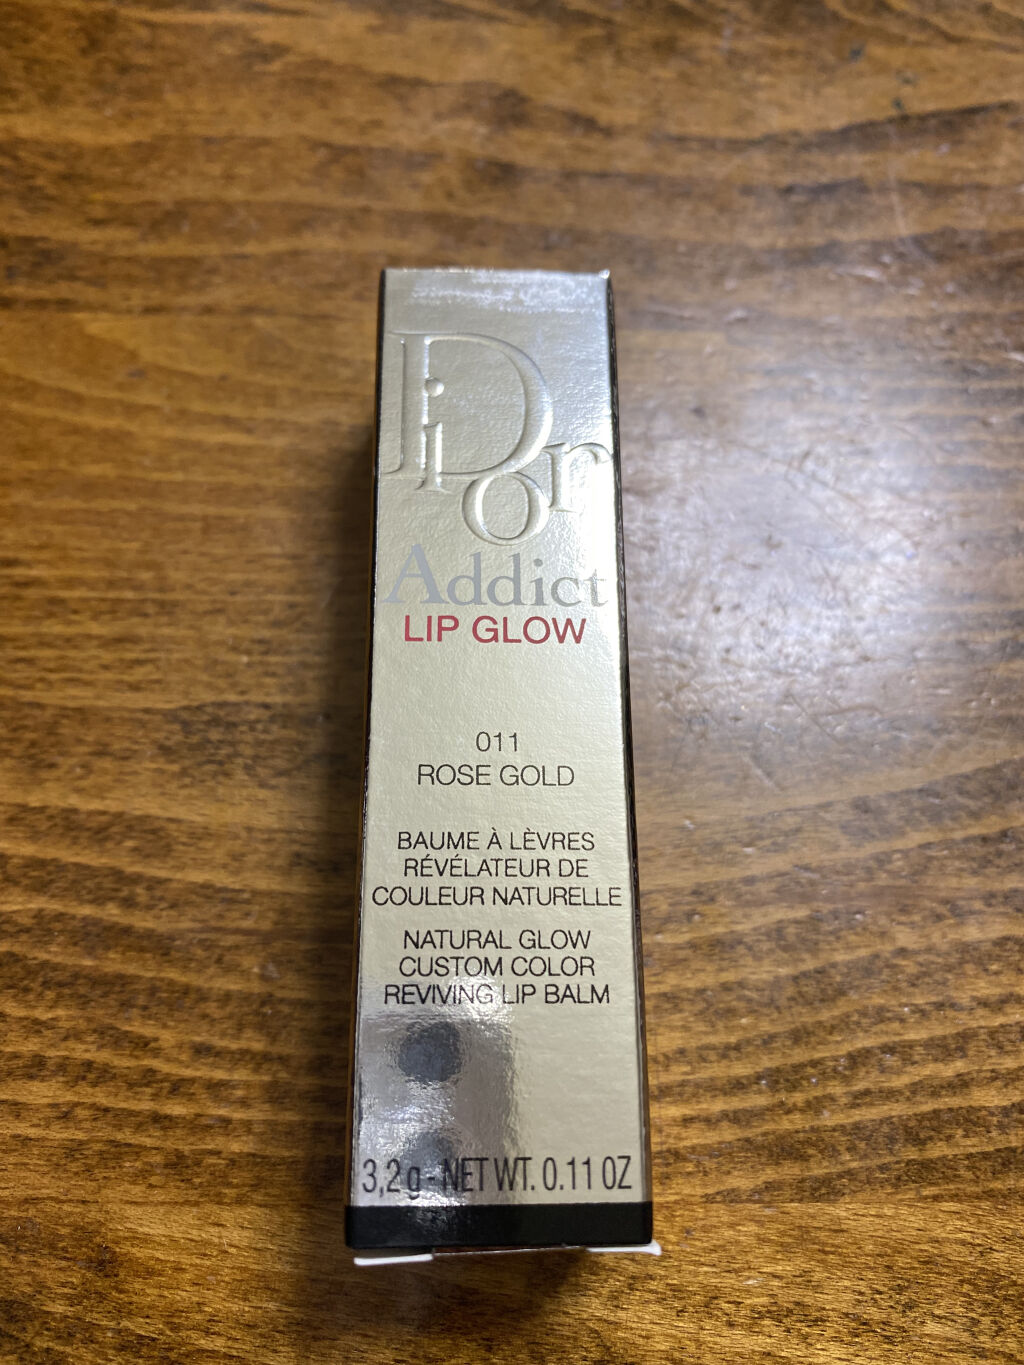 Dior
Addict
LIP GLOW
011
ROSE GOLD
BAUME À LÈVRES
RÉVÉLATEUR DE
COULEUR NATURELLE
NATURAL GLOW
CUSTOM COLOR
REVIVING LIP BALM
3,2 g - NET WT. 0.11 OZ